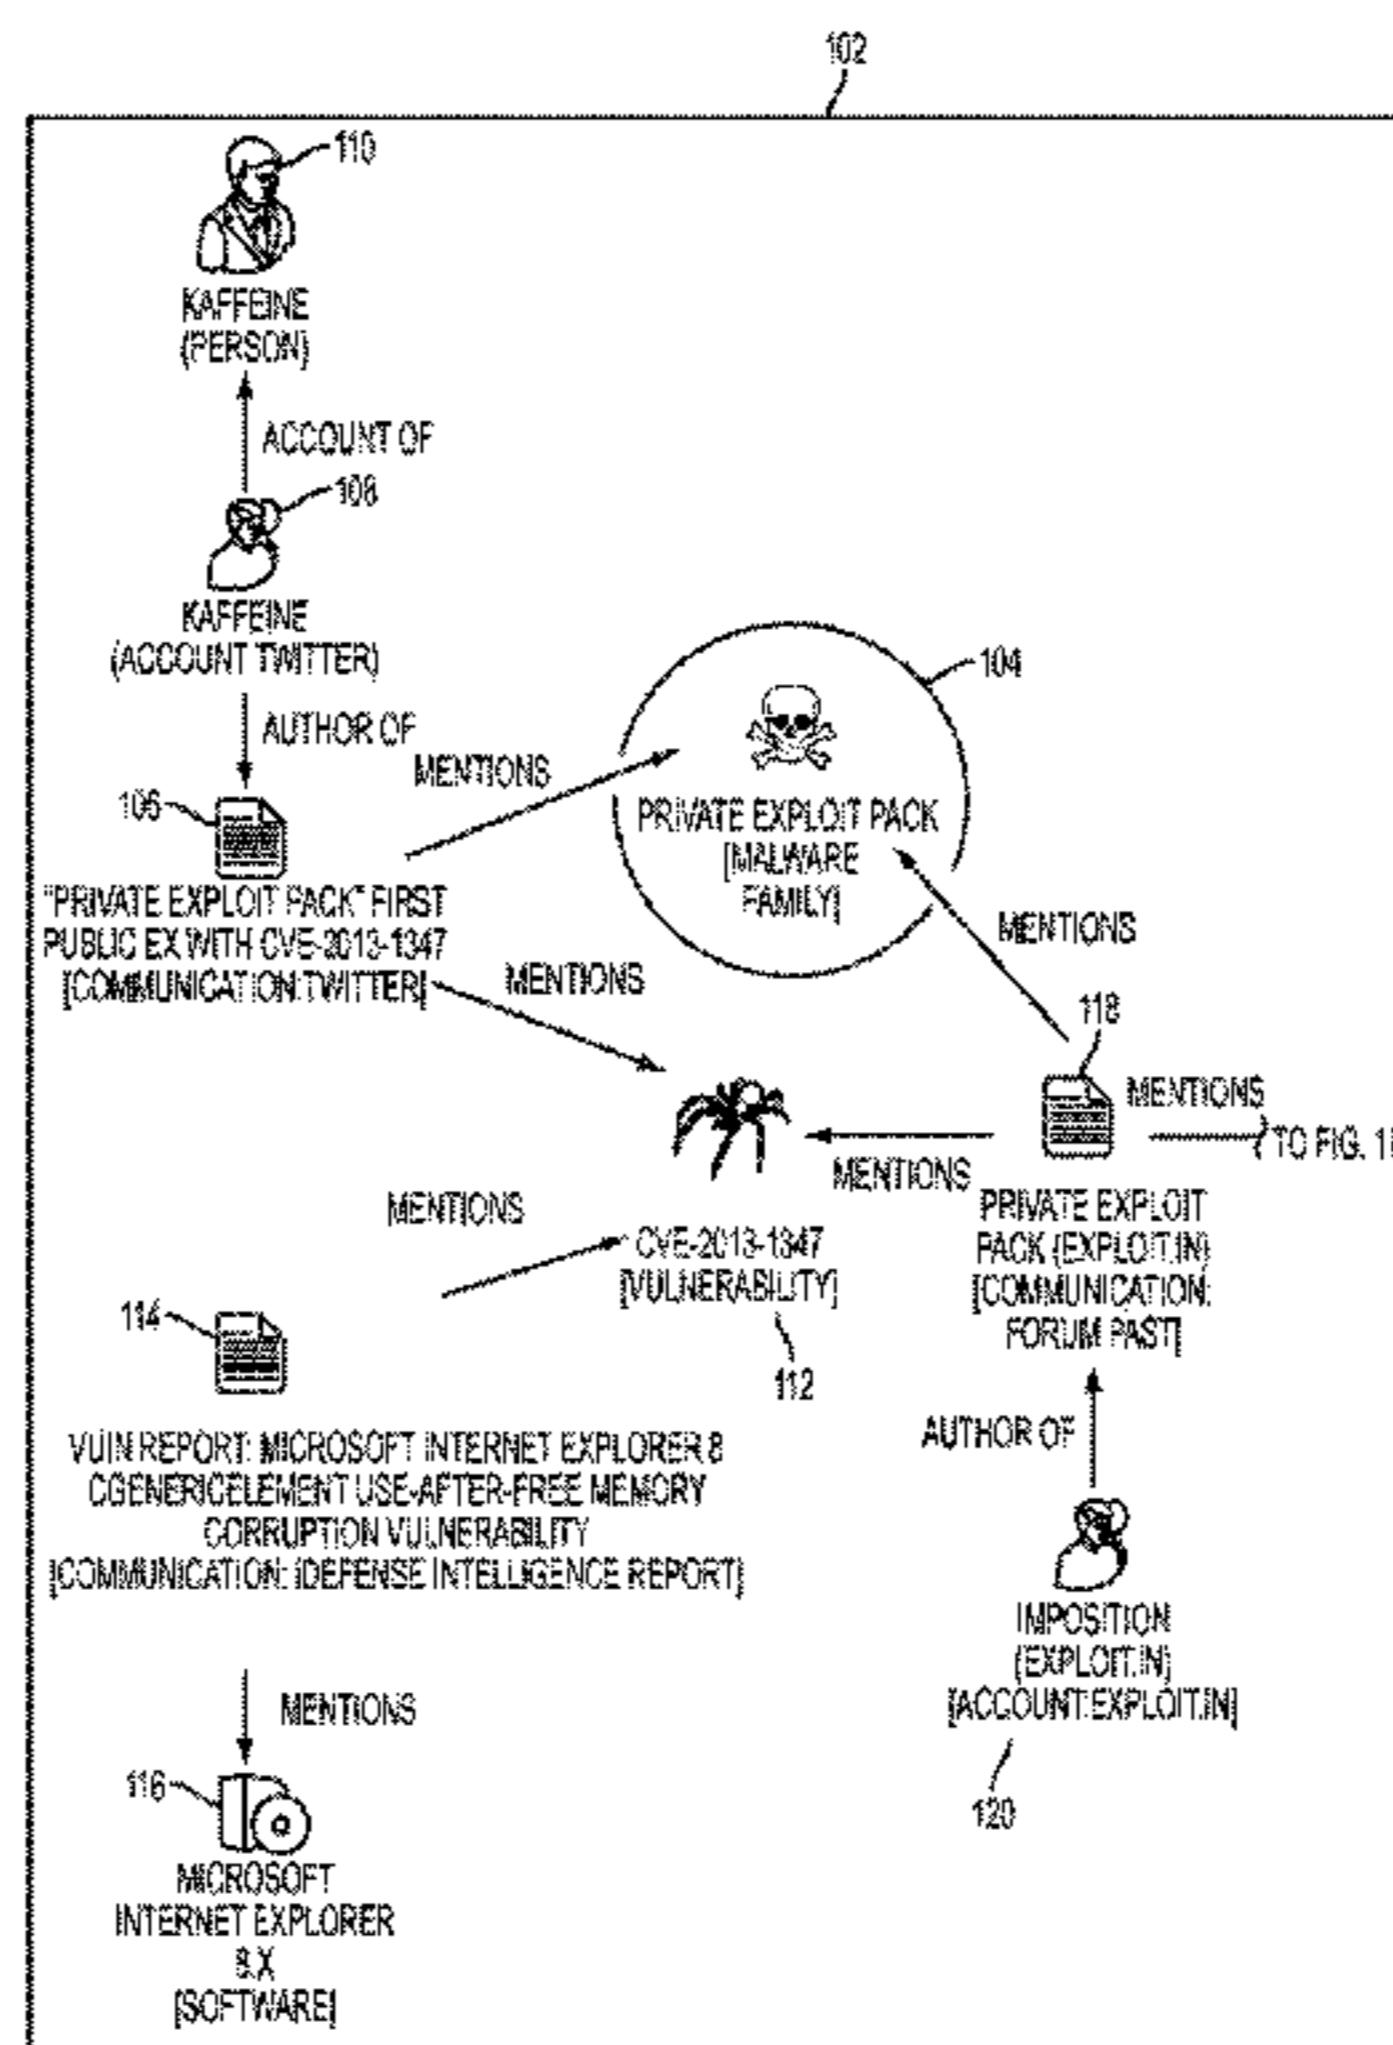 102
110
KAFFEINE
(PERSON)
ACCOUNT OF
108
KAFFEINE
(ACCOUNT TWITTER)
AUTHOR OF
MENTIONS
104
PRIVATE EXPLOIT PACK
[MALWARE
FAMILY]
106
"PRIVATE EXPLOIT PACK" FIRST
PUBLIC EX WITH CVE-2013-1347
[COMMUNICATION:TWITTER]
MENTIONS
MENTIONS
118
MENTIONS
TO FIG.
MENTIONS
PRIVATE EXPLOIT
PACK (EXPLOIT.IN)
[COMMUNICATION:
FORUM PAST]
MENTIONS
CVE-2013-1347
[VULNERABILITY]
112
114
VUIN REPORT: MICROSOFT INTERNET EXPLORER 8
CGENERICELEMENT USE-AFTER-FREE MEMORY
CORRUPTION VULNERABILITY
[COMMUNICATION: IDEFENSE INTELLIGENCE REPORT]
AUTHOR OF
IMPOSITION
(EXPLOIT.IN)
[ACCOUNT:EXPLOIT.IN]
120
MENTIONS
116
MICROSOFT
INTERNET EXPLORER
8.X
[SOFTWARE]